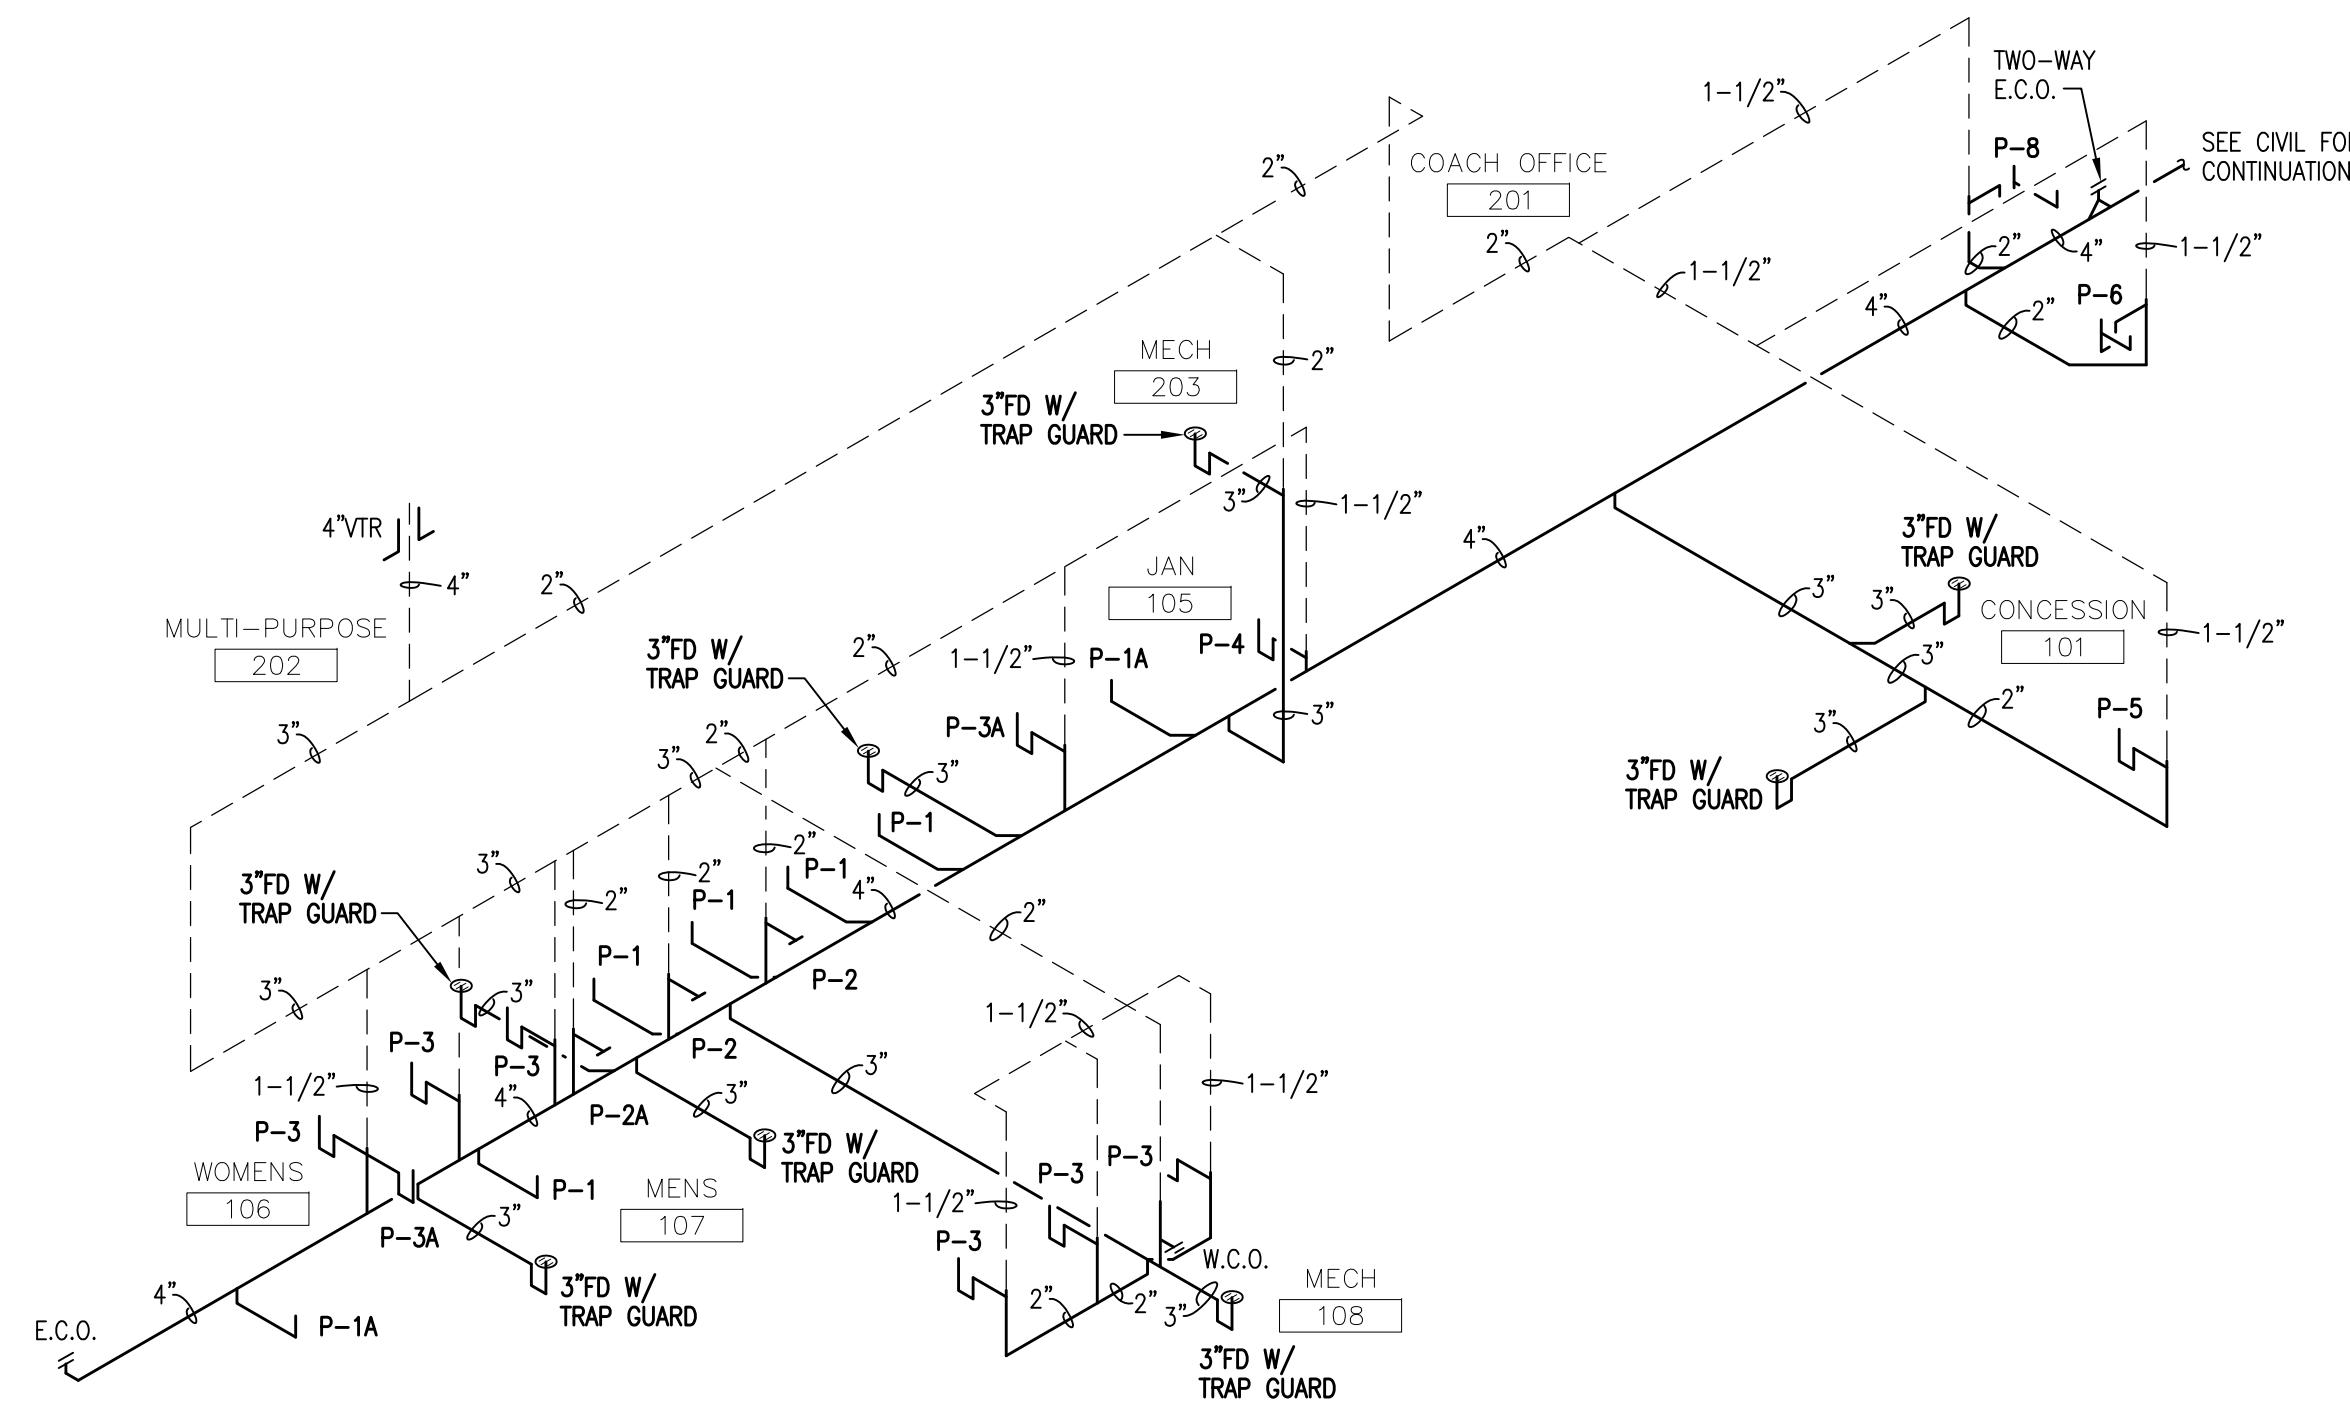 TWO-WAY
E.C.O.
1-1/2"
P-8
SEE CIVIL FO
CONTINUATION
2"
COACH OFFICE
201
2"
1-1/2"
2"
4"
1-1/2"
P-6
4"
2"
MECH
203
2"
3"FD W/
TRAP GUARD
3"
1-1/2"
4"VTR
4"
2"
MULTI-PURPOSE
202
4"
3"FD W/
TRAP GUARD
JAN
105
3"
3"
CONCESSION
101
1-1/2"
3"FD W/
TRAP GUARD
2"
1-1/2"
P-1A
P-4
3"
2"
P-5
3"
3"
2"
P-3A
3"
3"
3"FD W/
TRAP GUARD
3"
P-1
2"
3"
2"
P-1
4"
3"FD W/
TRAP GUARD
2"
P-1
2"
P-1
P-2
3"
3"
1-1/2"
P-3
P-3
P-2
3"
1-1/2"
4"
3"
1-1/2"
P-2A
P-3
3"FD W/
TRAP GUARD
P-3
P-3
WOMENS
106
P-1
MENS
107
1-1/2"
3"
P-3A
P-3
W.C.O.
3"FD W/
TRAP GUARD
MECH
108
4"
2"
2"
3"
P-1A
E.C.O.
3"FD W/
TRAP GUARD